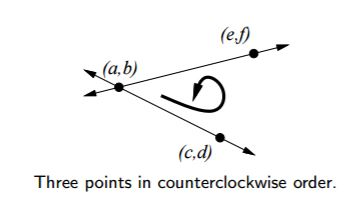 (e,f)
(a,b)
(c,d)
Three points in counterclockwise order.